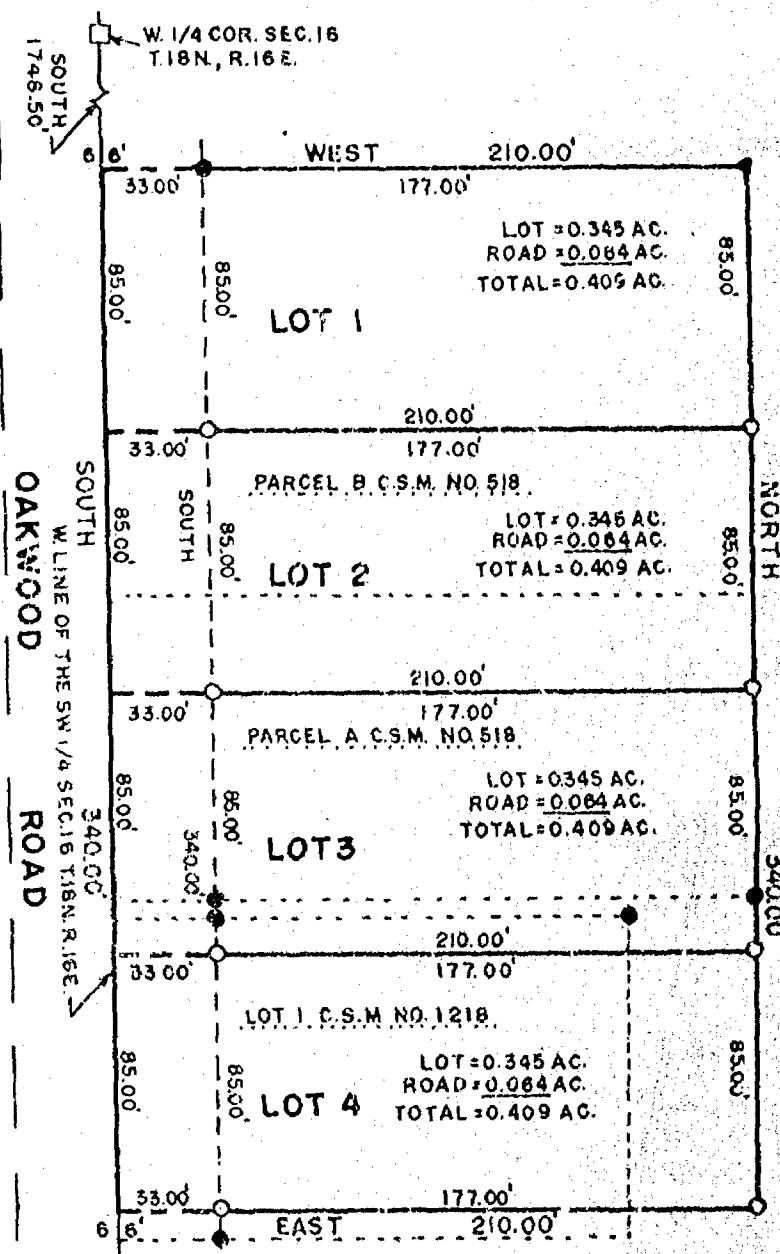 W. 1/4 COR. SEC. 16
T.18N., R.16E.
SOUTH
1748.50'
66'
WEST 210.00'
33.00' 177.00'
LOT = 0.345 AC.
ROAD = 0.064 AC.
TOTAL = 0.409 AC.
85.00'
85.00'
85.00'
LOT 1
210.00'
33.00' 177.00'
PARCEL B C.S.M. NO. 518
LOT = 0.345 AC.
ROAD = 0.064 AC.
TOTAL = 0.409 AC.
NORTH
SOUTH
SOUTH
85.00'
85.00'
85.00'
LOT 2
OAKWOOD ROAD
W. LINE OF THE SW 1/4 SEC. 16 T.18N. R.16E.
210.00'
33.00' 177.00'
PARCEL A C.S.M. NO. 518
LOT = 0.345 AC.
ROAD = 0.064 AC.
TOTAL = 0.409 AC.
85.00'
85.00'
85.00'
LOT 3
340.00'
340.00'
340.00
210.00'
33.00' 177.00'
LOT 1 C.S.M NO. 1218
LOT = 0.345 AC.
ROAD = 0.064 AC.
TOTAL = 0.409 AC.
85.00'
85.00'
85.00'
LOT 4
33.00' 177.00'
66'
EAST 210.00'